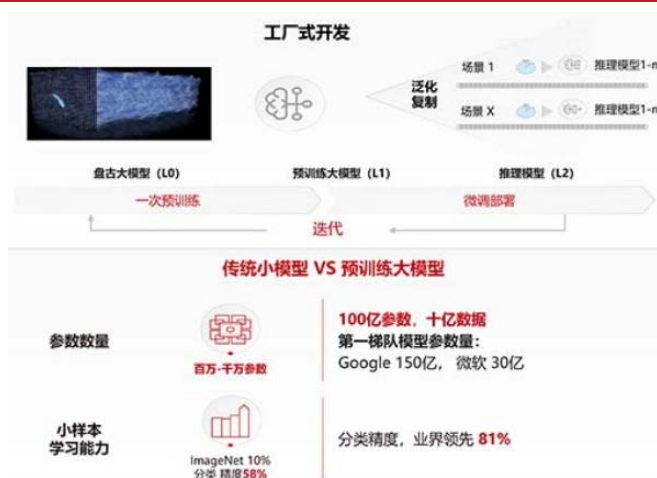 工厂式开发
泛化
复制
场景 1
推理模型1-n
场景 X
推理模型1-n
盘古大模型 (L0)
预训练大模型 (L1)
推理模型 (L2)
一次预训练
微调部署
迭代
传统小模型 VS 预训练大模型
参数数量
百万-千万参数
100亿参数，十亿数据
第一梯队模型参数量：
Google 150亿， 微软 30亿
小样本
学习能力
ImageNet 10%
分类 精度58%
分类精度，业界领先 81%